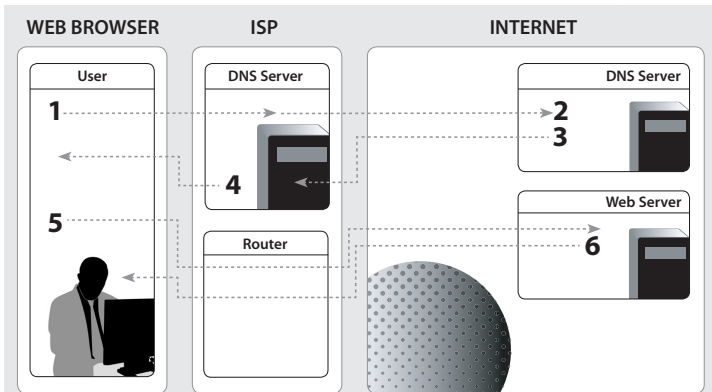 WEB BROWSER ISP INTERNET
User DNS Server DNS Server
1 2
3
4
Web Server
5
Router 6